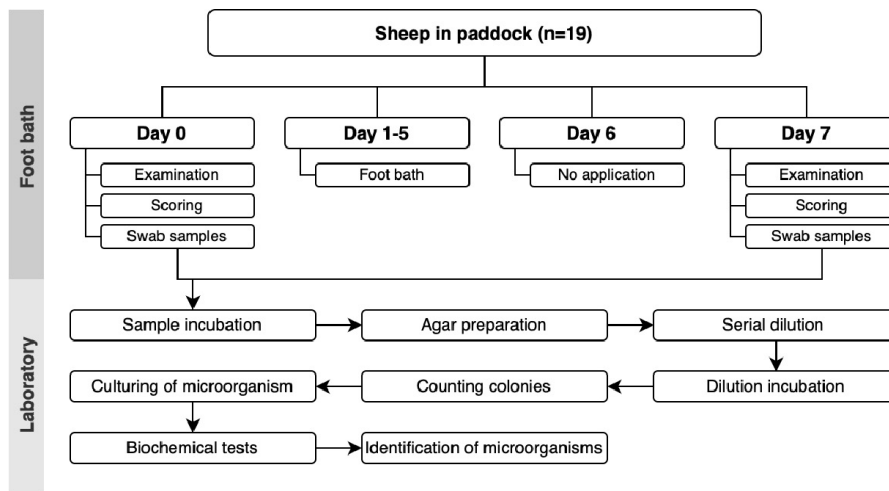 Foot bath
Sheep in paddock (n=19)
Day 0
Day 1-5
Day 6
Day 7
Examination
Foot bath
No application
Examination
Scoring
Scoring
Swab samples
Swab samples
Laboratory
Sample incubation
Agar preparation
Serial dilution
Culturing of microorganism
Counting colonies
Dilution incubation
Biochemical tests
Identification of microorganisms